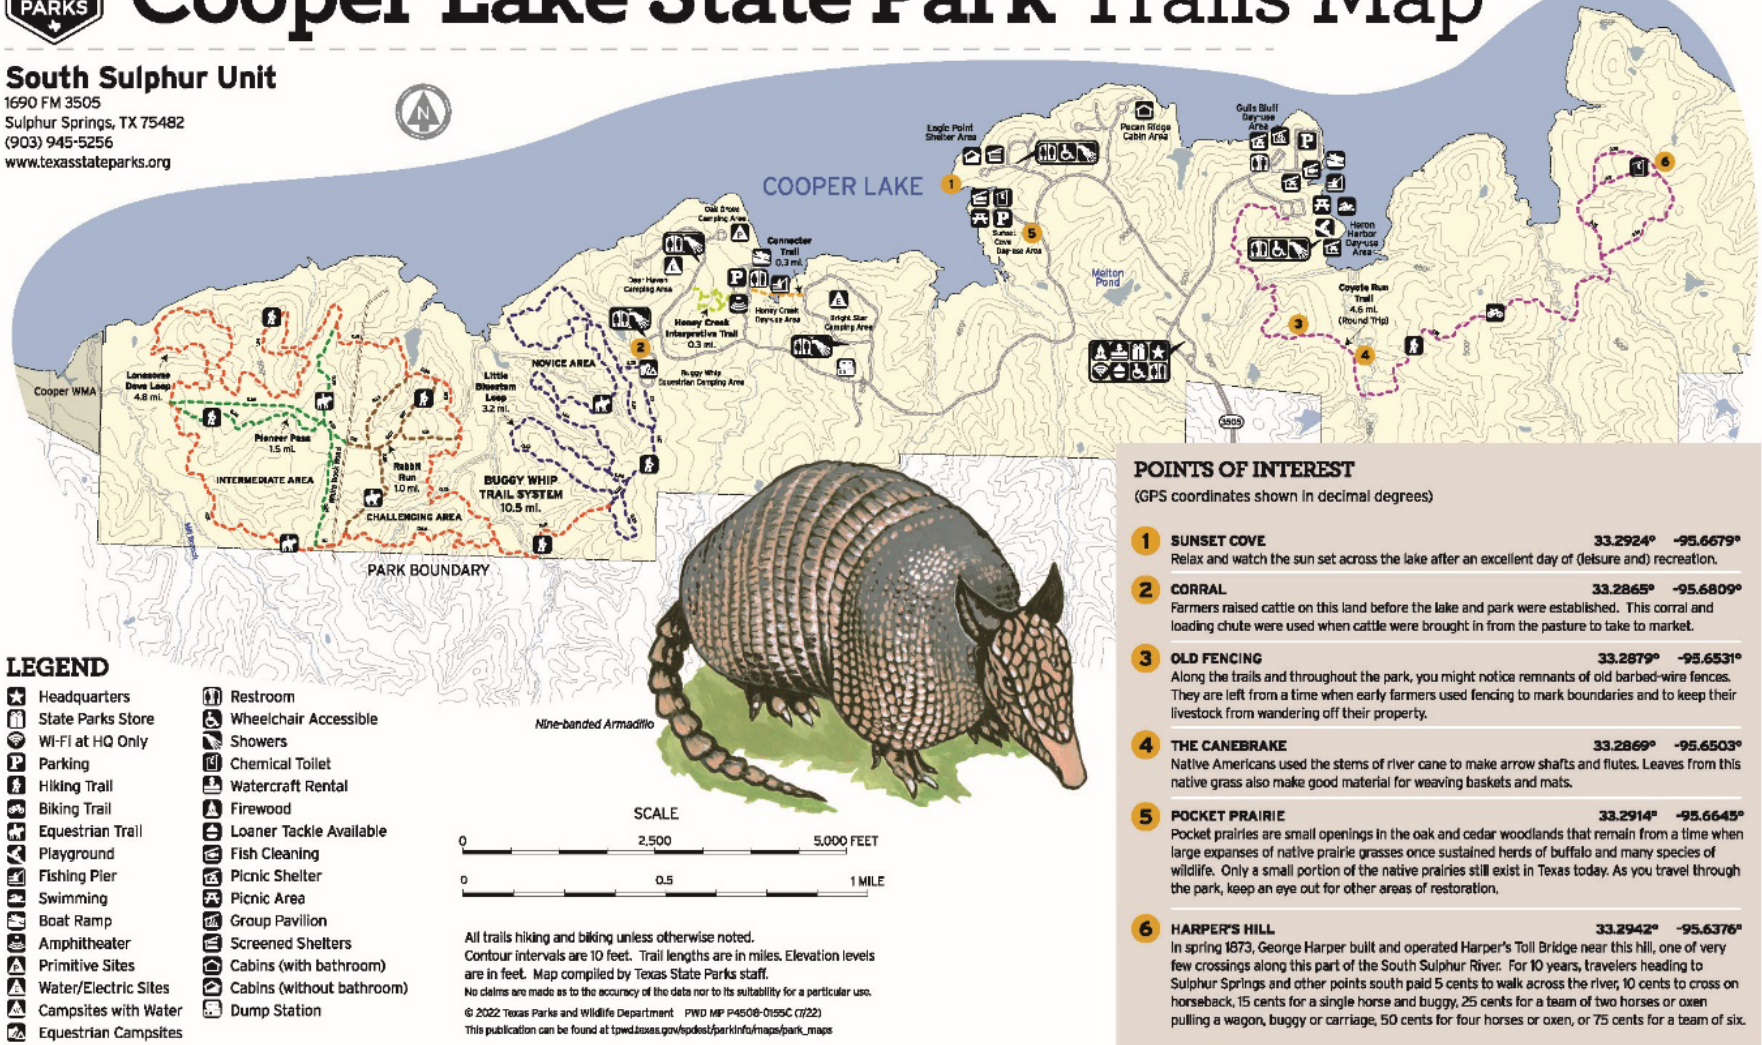 PARKS
Cooper Lake State Park Trails Map
South Sulphur Unit
1690 FM 3505
Sulphur Springs, TX 75482
(903) 945-5256
www.texasstateparks.org
N
COOPER LAKE
Eagle Point
Shelter Area
Pecan Ridge
Cabin Area
Gulls Bluff
Day-use
Area
1
6
5
Sunset
Cove
Day-use Area
Oak Grove
Camping Area
Connector
Trail
0.3 mi.
Heron
Harbor
Day-use
Area
Melton
Pond
Deer Haven
Camping Area
Honey Creek
Day-use Area
Bright Star
Camping Area
Honey Creek
Interpretive Trail
0.3 mi.
Coyote Run
Trail
4.6 mi.
(Round Trip)
2
3
4
NOVICE AREA
Buggy Whip
Equestrian Camping Area
Cooper WMA
Lonesome
Dove Loop
4.8 mi.
Little
Bluestem
Loop
3.2 mi.
3505
Pioneer Pass
1.5 mi.
Rabbit
Run
1.0 mi.
INTERMEDIATE AREA
BUGGY WHIP
TRAIL SYSTEM
10.5 mi.
CHALLENGING AREA
PARK BOUNDARY
Nine-banded Armadillo
LEGEND
Headquarters
State Parks Store
Wi-Fi at HQ Only
P Parking
Hiking Trail
Biking Trail
Equestrian Trail
Playground
Fishing Pier
Swimming
Boat Ramp
Amphitheater
Primitive Sites
Water/Electric Sites
Campsites with Water
Equestrian Campsites
Restroom
Wheelchair Accessible
Showers
Chemical Toilet
Watercraft Rental
Firewood
Loaner Tackle Available
Fish Cleaning
Picnic Shelter
Picnic Area
Group Pavilion
Screened Shelters
Cabins (with bathroom)
Cabins (without bathroom)
Dump Station
SCALE
0 2,500 5,000 FEET
0 0.5 1 MILE
All trails hiking and biking unless otherwise noted.
Contour intervals are 10 feet. Trail lengths are in miles. Elevation levels
are in feet. Map compiled by Texas State Parks staff.
No claims are made as to the accuracy of the data nor to its suitability for a particular use.
© 2022 Texas Parks and Wildlife Department PWD MP P4508-0155C (7/22)
This publication can be found at tpwd.texas.gov/spdest/parkinfo/maps/park_maps
POINTS OF INTEREST
(GPS coordinates shown in decimal degrees)
1 SUNSET COVE 33.2924° -95.6679°
Relax and watch the sun set across the lake after an excellent day of (leisure and) recreation.
2 CORRAL 33.2865° -95.6809°
Farmers raised cattle on this land before the lake and park were established. This corral and
loading chute were used when cattle were brought in from the pasture to take to market.
3 OLD FENCING 33.2879° -95.6531°
Along the trails and throughout the park, you might notice remnants of old barbed-wire fences.
They are left from a time when early farmers used fencing to mark boundaries and to keep their
livestock from wandering off their property.
4 THE CANEBRAKE 33.2869° -95.6503°
Native Americans used the stems of river cane to make arrow shafts and flutes. Leaves from this
native grass also make good material for weaving baskets and mats.
5 POCKET PRAIRIE 33.2914° -95.6645°
Pocket prairies are small openings in the oak and cedar woodlands that remain from a time when
large expanses of native prairie grasses once sustained herds of buffalo and many species of
wildlife. Only a small portion of the native prairies still exist in Texas today. As you travel through
the park, keep an eye out for other areas of restoration.
6 HARPER'S HILL 33.2942° -95.6376°
In spring 1873, George Harper built and operated Harper's Toll Bridge near this hill, one of very
few crossings along this part of the South Sulphur River. For 10 years, travelers heading to
Sulphur Springs and other points south paid 5 cents to walk across the river, 10 cents to cross on
horseback, 15 cents for a single horse and buggy, 25 cents for a team of two horses or oxen
pulling a wagon, buggy or carriage, 50 cents for four horses or oxen, or 75 cents for a team of six.